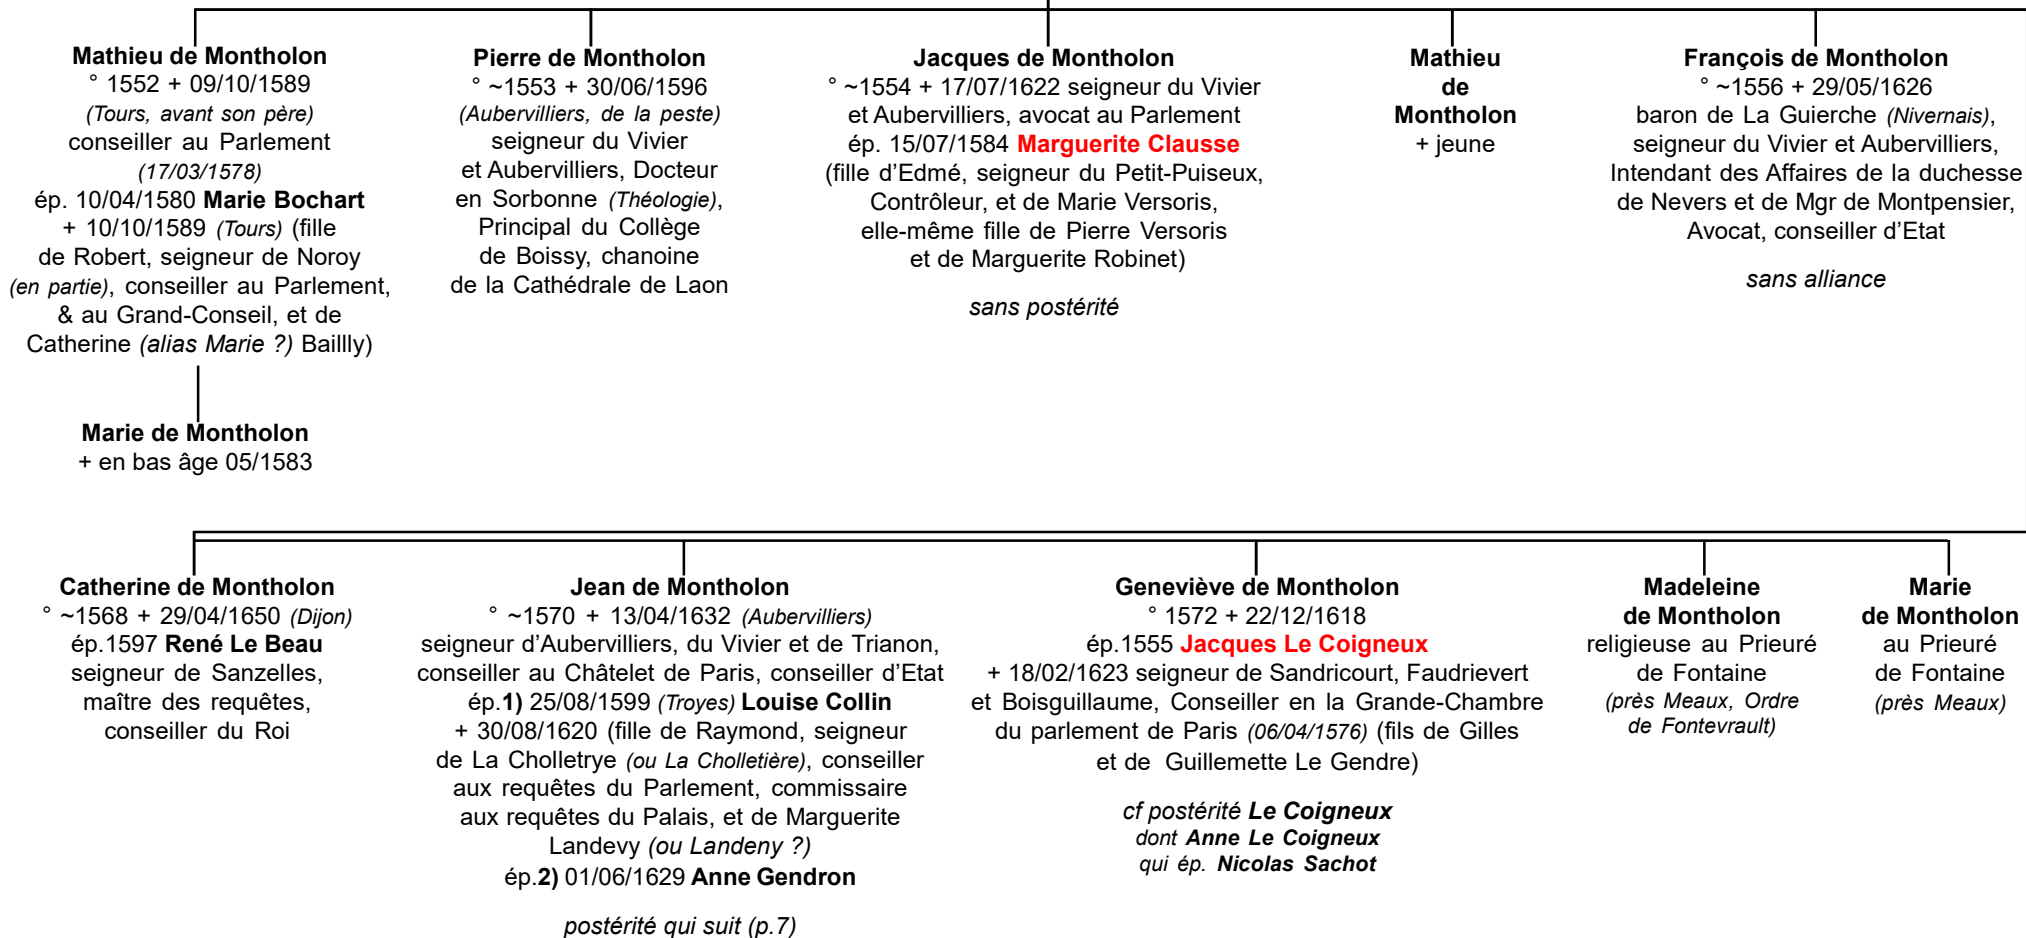 Mathieu de Montholon
° 1552 + 09/10/1589
(Tours, avant son père)
conseiller au Parlement
(17/03/1578)
ép. 10/04/1580 Marie Bochart
+ 10/10/1589 (Tours) (fille
de Robert, seigneur de Noroy
(en partie), conseiller au Parlement,
& au Grand-Conseil, et de
Catherine (alias Marie ?) Baillly)
Marie de Montholon
+ en bas âge 05/1583
Pierre de Montholon
° ~1553 + 30/06/1596
(Aubervilliers, de la peste)
seigneur du Vivier
et Aubervilliers, Docteur
en Sorbonne (Théologie),
Principal du Collège
de Boissy, chanoine
de la Cathédrale de Laon
Jacques de Montholon
° ~1554 + 17/07/1622 seigneur du Vivier
et Aubervilliers, avocat au Parlement
ép. 15/07/1584 Marguerite Clausse
(fille d'Edmé, seigneur du Petit-Puiseux,
Contrôleur, et de Marie Versoris,
elle-même fille de Pierre Versoris
et de Marguerite Robinet)
sans postérité
Mathieu
de
Montholon
+ jeune
François de Montholon
° ~1556 + 29/05/1626
baron de La Guierche (Nivernais),
seigneur du Vivier et Aubervilliers,
Intendant des Affaires de la duchesse
de Nevers et de Mgr de Montpensier,
Avocat, conseiller d'Etat
sans alliance
Catherine de Montholon
° ~1568 + 29/04/1650 (Dijon)
ép.1597 René Le Beau
seigneur de Sanzelles,
maître des requêtes,
conseiller du Roi
Jean de Montholon
° ~1570 + 13/04/1632 (Aubervilliers)
seigneur d'Aubervilliers, du Vivier et de Trianon,
conseiller au Châtelet de Paris, conseiller d'Etat
ép.1) 25/08/1599 (Troyes) Louise Collin
+ 30/08/1620 (fille de Raymond, seigneur
de La Cholletrye (ou La Cholletière), conseiller
aux requêtes du Parlement, commissaire
aux requêtes du Palais, et de Marguerite
Landevy (ou Landeny ?)
ép.2) 01/06/1629 Anne Gendron
postérité qui suit (p.7)
Geneviève de Montholon
° 1572 + 22/12/1618
ép.1555 Jacques Le Coigneux
+ 18/02/1623 seigneur de Sandricourt, Faudrievert
et Boisguillaume, Conseiller en la Grande-Chambre
du parlement de Paris (06/04/1576) (fils de Gilles
et de Guillemette Le Gendre)
cf postérité Le Coigneux
dont Anne Le Coigneux
qui ép. Nicolas Sachot
Madeleine
de Montholon
religieuse au Prieuré
de Fontaine
(près Meaux, Ordre
de Fontevrault)
Marie
de Montholon
au Prieuré
de Fontaine
(près Meaux)